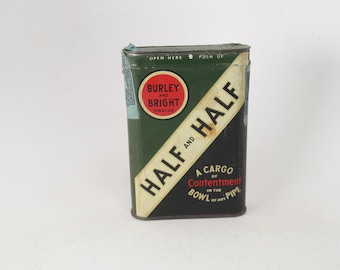 OPEN HERE PUSH UP
BURLEY
AND
BRIGHT
TOBACCOS
HALF AND HALF
A CARGO
OF
Contentment
IN THE
BOWL OF ANY PIPE